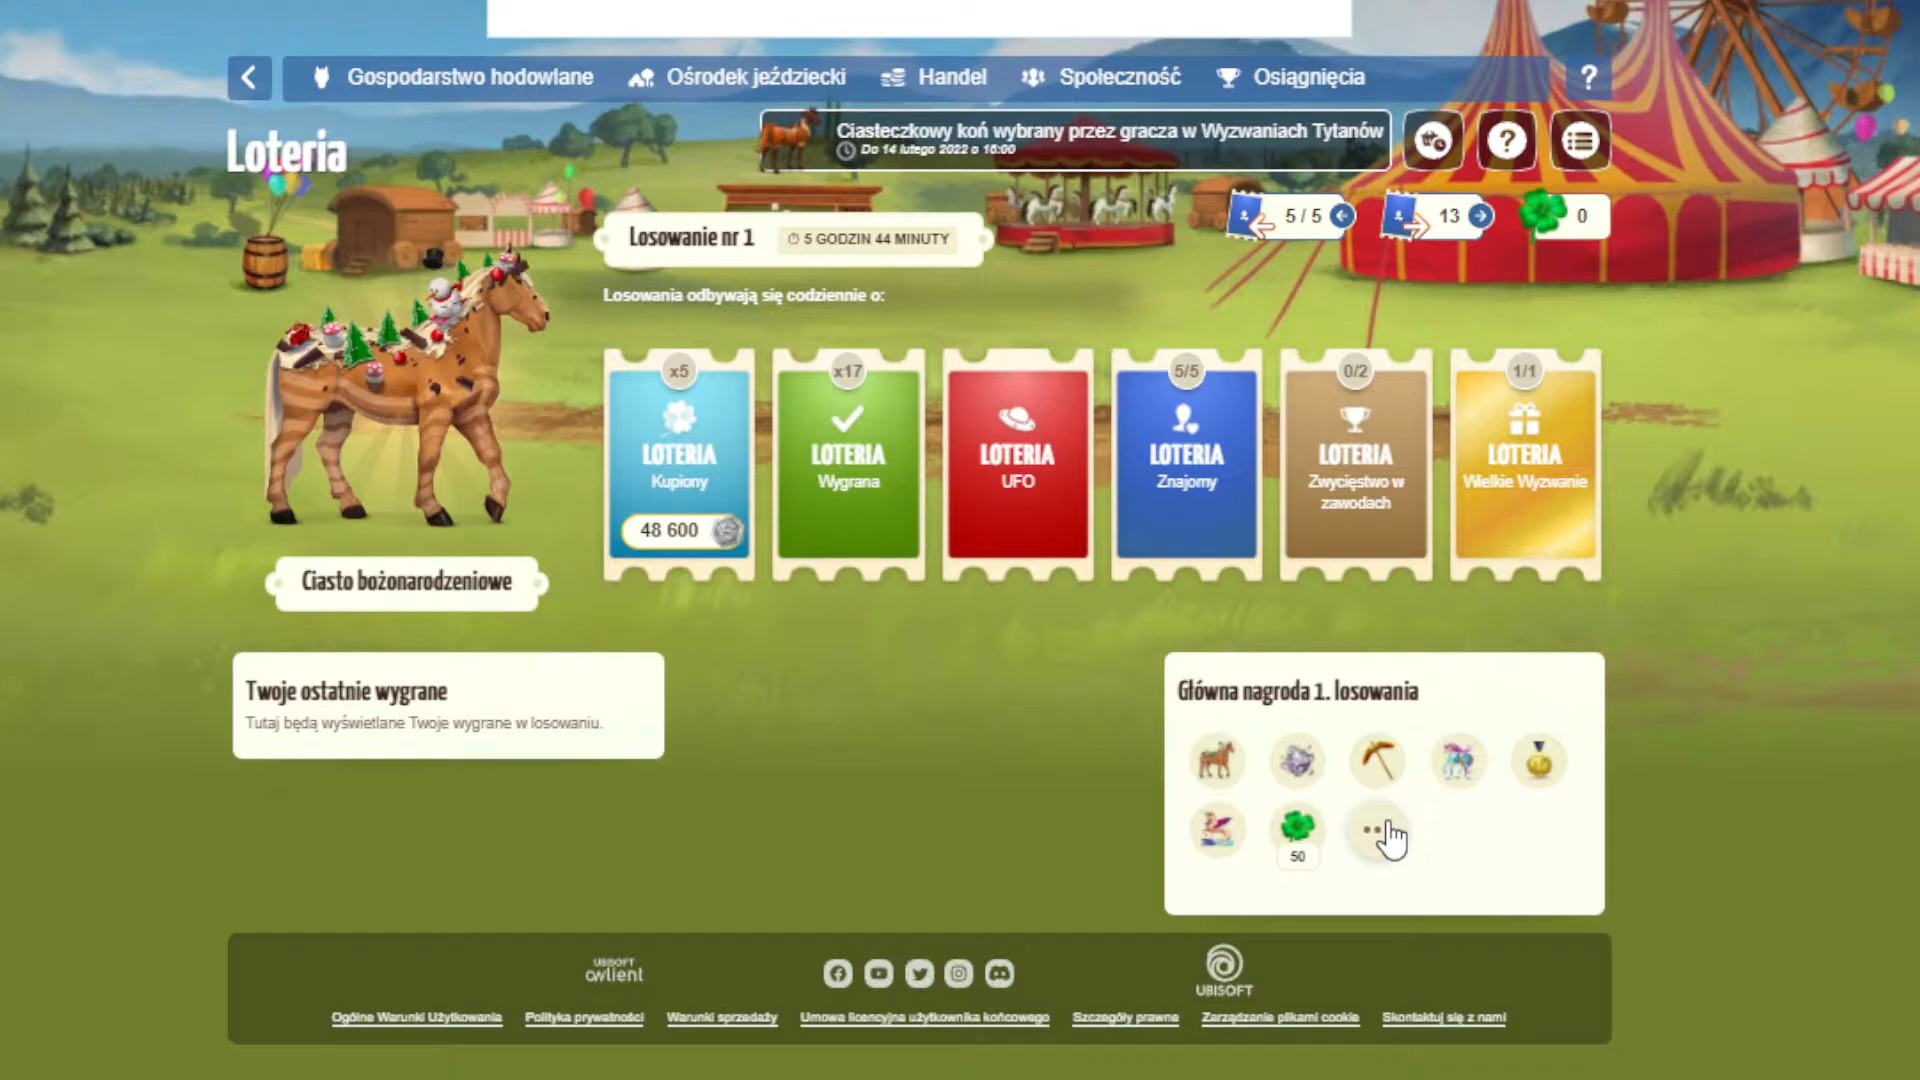 Gospodarstwo hodowlane
Ośrodek jeździecki
Handel
Społeczność
Osiągnięcia
?
Loteria
Ciasteczkowy koń wybrany przez gracza w Wyzwaniach Tytanów
Do 14 lutego 2022 o 16:00
?
5 / 5
13
0
Losowanie nr 1
5 GODZIN 44 MINUTY
Losowania odbywają się codziennie o:
x5
LOTERIA
Kupiony
48 600
x17
LOTERIA
Wygrana
LOTERIA
UFO
5/5
LOTERIA
Znajomy
0/2
LOTERIA
Zwycięstwo w
zawodach
1/1
LOTERIA
Wielkie Wyzwanie
Ciasto bożonarodzeniowe
Twoje ostatnie wygrane
Tutaj będą wyświetlane Twoje wygrane w losowaniu.
Główna nagroda 1. losowania
50
UBISOFT
owlient
UBISOFT
Ogólne Warunki Użytkowania
Polityka prywatności
Warunki sprzedaży
Umowa licencyjna użytkownika końcowego
Szczegóły prawne
Zarządzanie plikami cookie
Skontaktuj się z nami